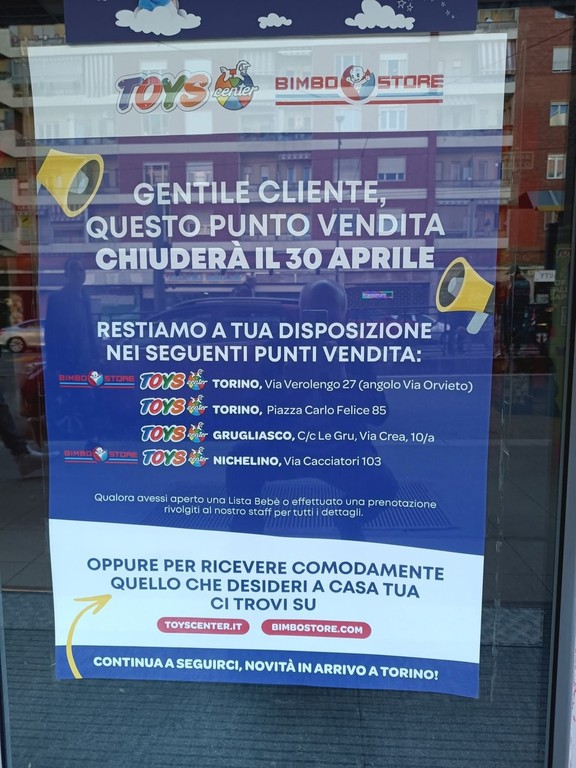 TOYS center BIMBO STORE
GENTILE CLIENTE,
QUESTO PUNTO VENDITA
CHIUDERÀ IL 30 APRILE
RESTIAMO A TUA DISPOSIZIONE
NEI SEGUENTI PUNTI VENDITA:
BIMBO STORE TOYS center TORINO, Via Verolengo 27 (angolo Via Orvieto)
TOYS center TORINO, Piazza Carlo Felice 85
TOYS center GRUGLIASCO, C/c Le Gru, Via Crea, 10/a
BIMBO STORE TOYS center NICHELINO, Via Cacciatori 103
Qualora avessi aperto una Lista Bebè o effettuato una prenotazione
rivolgiti al nostro staff per tutti i dettagli.
OPPURE PER RICEVERE COMODAMENTE
QUELLO CHE DESIDERI A CASA TUA
CI TROVI SU
TOYSCENTER.IT BIMBOSTORE.COM
CONTINUA A SEGUIRCI, NOVITÀ IN ARRIVO A TORINO!